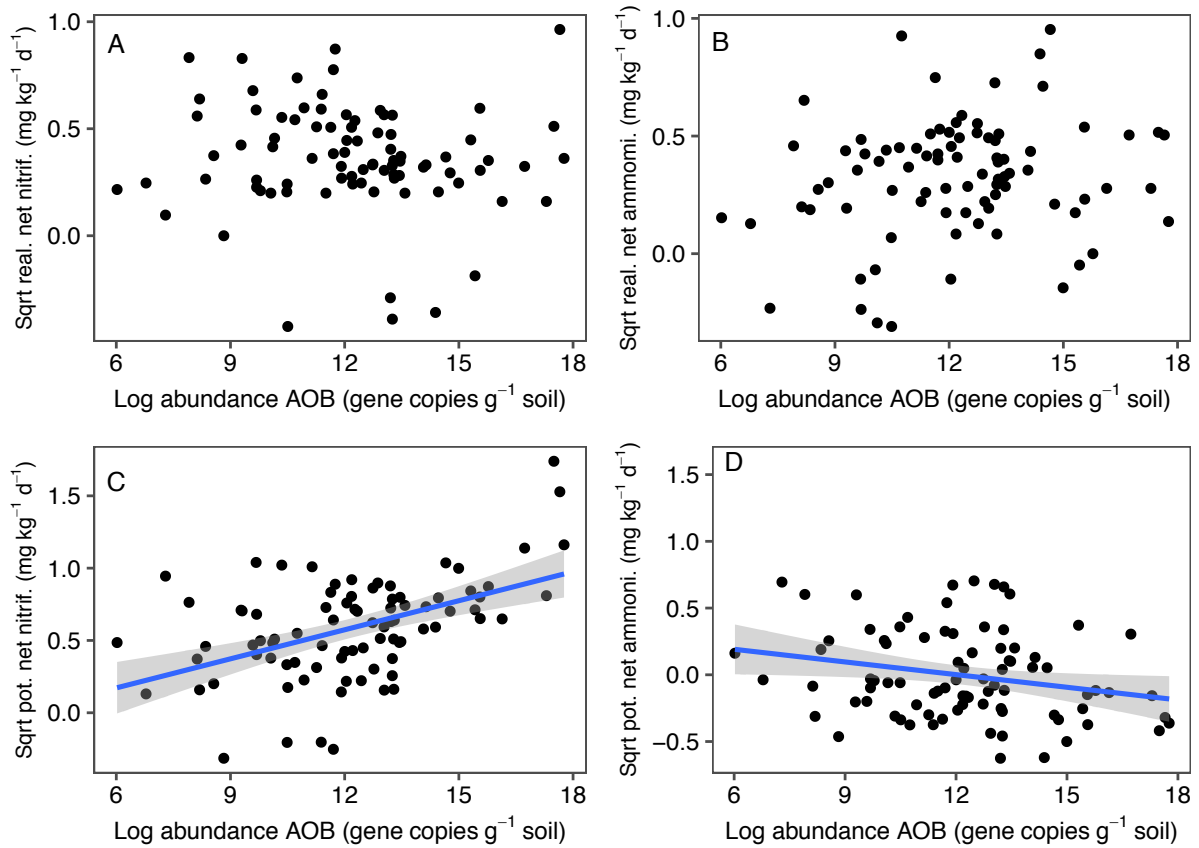 A
Sqrt real. net nitrif. (mg kg⁻¹ d⁻¹)
1.0
0.5
0.0
6 9 12 15 18
Log abundance AOB (gene copies g⁻¹ soil)
B
Sqrt real. net ammomi. (mg kg⁻¹ d⁻¹)
1.0
0.5
0.0
6 9 12 15 18
Log abundance AOB (gene copies g⁻¹ soil)
C
Sqrt pot. net nitrif. (mg kg⁻¹ d⁻¹)
1.5
1.0
0.5
0.0
6 9 12 15 18
Log abundance AOB (gene copies g⁻¹ soil)
D
Sqrt pot. net ammoni. (mg kg⁻¹ d⁻¹)
1.5
1.0
0.5
0.0
−0.5
6 9 12 15 18
Log abundance AOB (gene copies g⁻¹ soil)